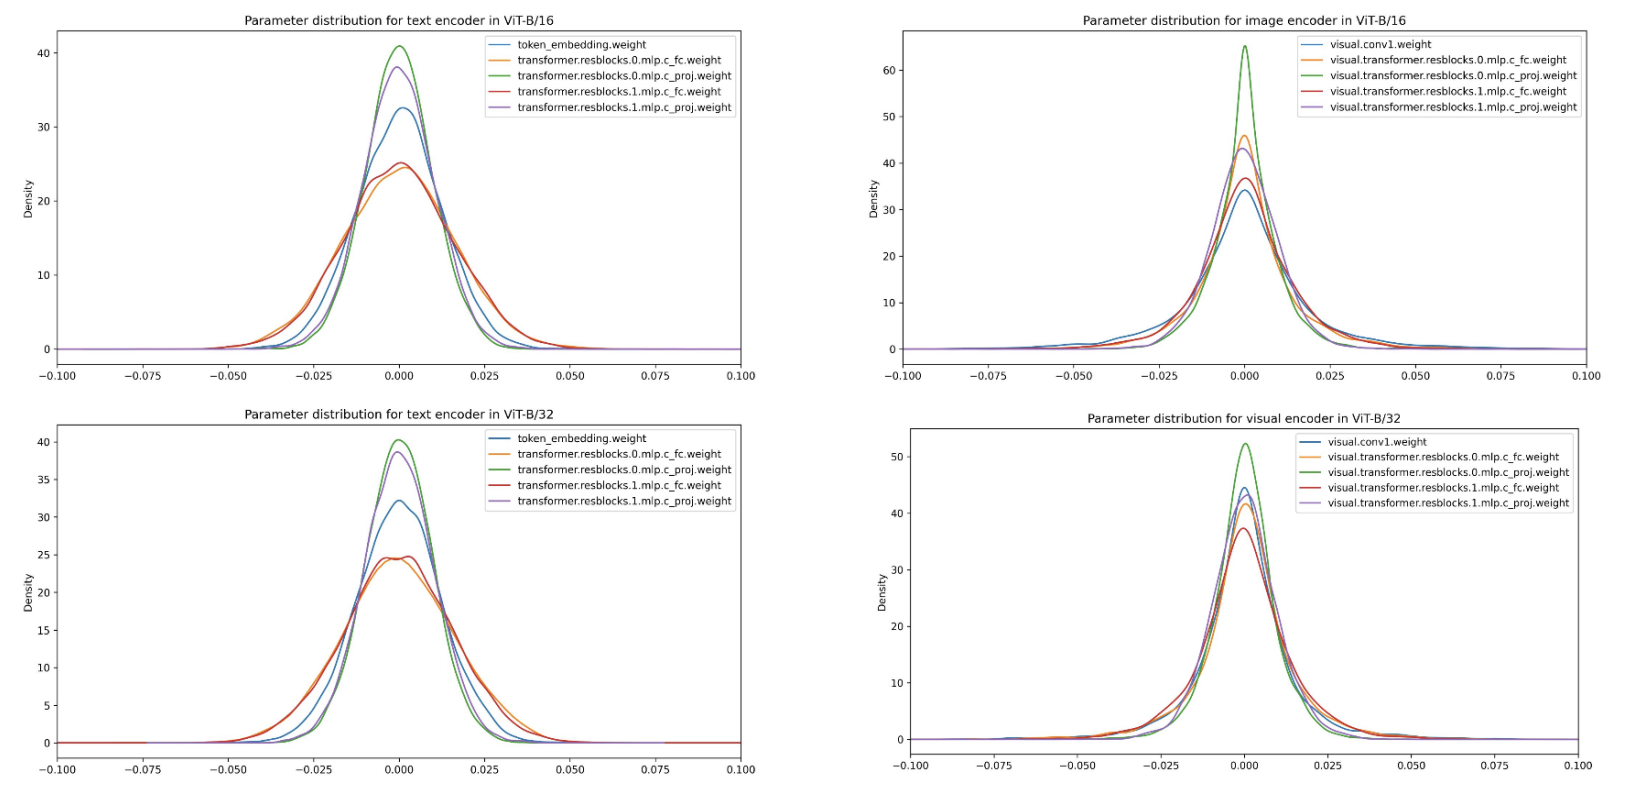 Parameter distribution for text encoder in ViT-B/16
token_embedding.weight
transformer.resblocks.0.mlp.c_fc.weight
transformer.resblocks.0.mlp.c_proj.weight
transformer.resblocks.1.mlp.c_fc.weight
transformer.resblocks.1.mlp.c_proj.weight
40
30
20
10
0
Density
−0.100 −0.075 −0.050 −0.025 0.000 0.025 0.050 0.075 0.100
Parameter distribution for image encoder in ViT-B/16
visual.conv1.weight
visual.transformer.resblocks.0.mlp.c_fc.weight
visual.transformer.resblocks.0.mlp.c_proj.weight
visual.transformer.resblocks.1.mlp.c_fc.weight
visual.transformer.resblocks.1.mlp.c_proj.weight
60
50
40
30
20
10
0
Density
−0.100 −0.075 −0.050 −0.025 0.000 0.025 0.050 0.075 0.100
Parameter distribution for text encoder in ViT-B/32
token_embedding.weight
transformer.resblocks.0.mlp.c_fc.weight
transformer.resblocks.0.mlp.c_proj.weight
transformer.resblocks.1.mlp.c_fc.weight
transformer.resblocks.1.mlp.c_proj.weight
40
35
30
25
20
15
10
5
0
Density
−0.100 −0.075 −0.050 −0.025 0.000 0.025 0.050 0.075 0.100
Parameter distribution for visual encoder in ViT-B/32
visual.conv1.weight
visual.transformer.resblocks.0.mlp.c_fc.weight
visual.transformer.resblocks.0.mlp.c_proj.weight
visual.transformer.resblocks.1.mlp.c_fc.weight
visual.transformer.resblocks.1.mlp.c_proj.weight
50
40
30
20
10
0
Density
−0.100 −0.075 −0.050 −0.025 0.000 0.025 0.050 0.075 0.100